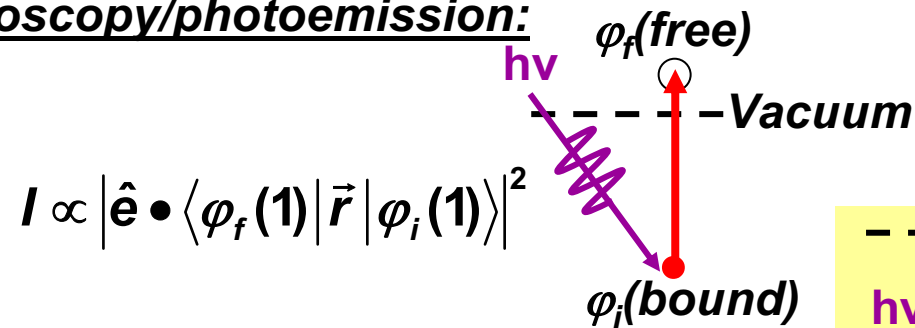 oscopy/photoemission:
φf(free)
hν
Vacuum
I ∝ |ê • ⟨φf(1)|r⃗|φi(1)⟩|²
φi(bound)
hν